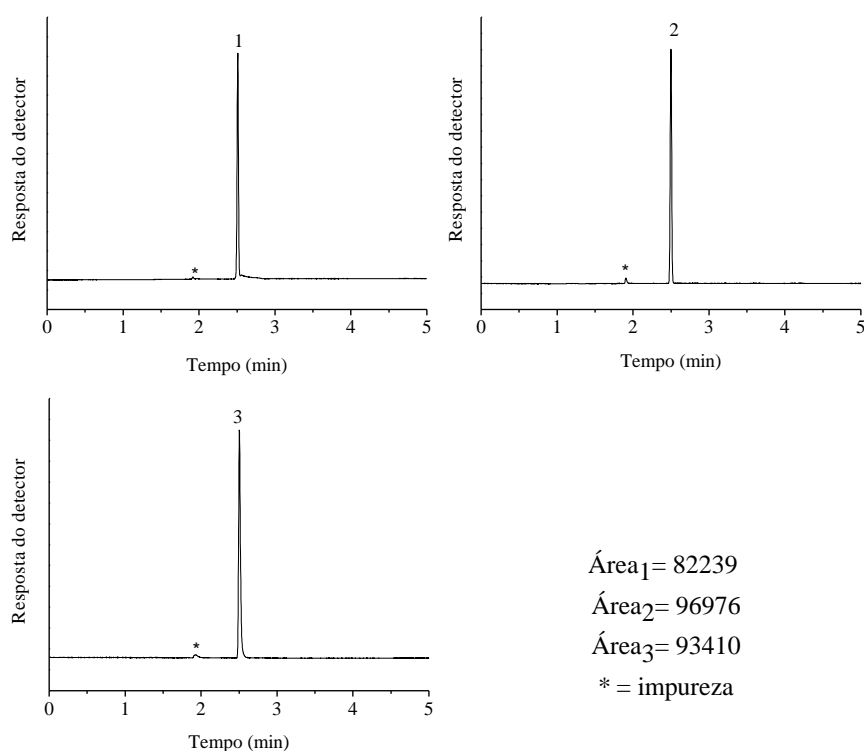 1
Resposta do detector
*
0 1 2 3 4 5
Tempo (min)
2
Resposta do detector
*
0 1 2 3 4 5
Tempo (min)
3
Resposta do detector
*
0 1 2 3 4 5
Tempo (min)
Área1= 82239
Área2= 96976
Área3= 93410
* = impureza